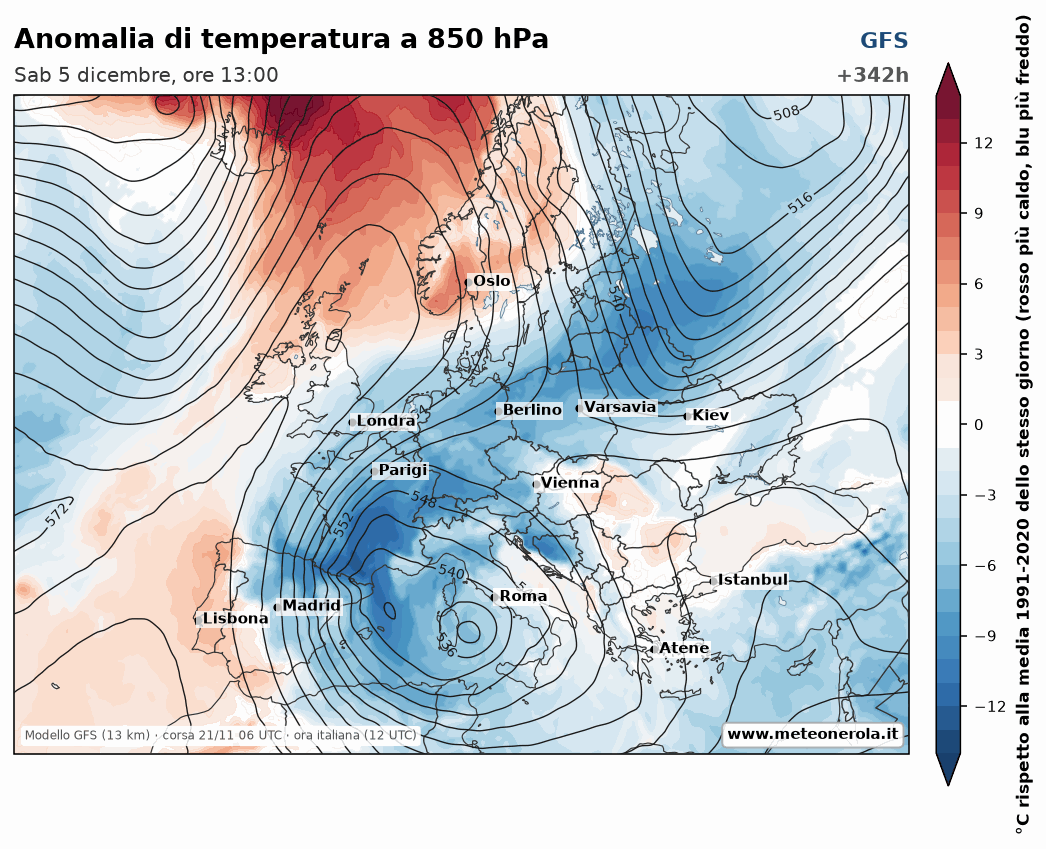 Anomalia di temperatura a 850 hPa
GFS
Sab 5 dicembre, ore 13:00
+342h
508
516
540
Oslo
Londra
Berlino
Varsavia
Kiev
Parigi
Vienna
548
552
572
540
536
Madrid
Lisbona
Roma
Istanbul
Atene
Modello GFS (13 km) · corsa 21/11 06 UTC · ora italiana (12 UTC)
www.meteonerola.it
12
9
6
3
0
−3
−6
−9
−12
°C rispetto alla media 1991-2020 dello stesso giorno (rosso più caldo, blu più freddo)